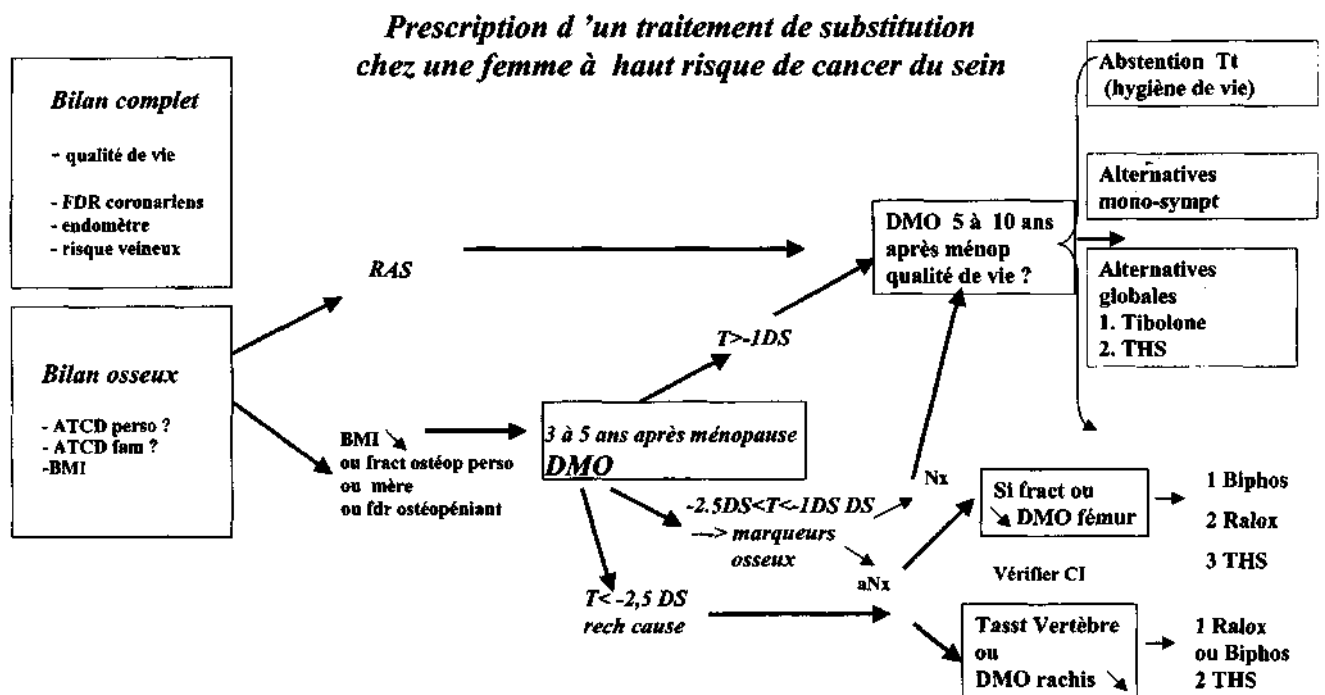 Prescription d 'un traitement de substitution
chez une femme à haut risque de cancer du sein
Bilan complet
- qualité de vie
- FDR coronariens
- endomètre
- risque veineux
Bilan osseux
- ATCD perso ?
- ATCD fam ?
-BMI
RAS
BMI ↘
ou fract ostéop perso
ou mère
ou fdr ostéopéniant
3 à 5 ans après ménopause
DMO
T>-1DS
-2.5DS<T<-1DS DS
---> marqueurs
osseux
T< -2,5 DS
rech cause
Nx
aNx
DMO 5 à 10 ans
après ménop
qualité de vie ?
Abstention Tt
(hygiène de vie)
Alternatives
mono-sympt
Alternatives
globales
1. Tibolone
2. THS
Si fract ou
↘ DMO fémur
1 Biphos
2 Ralox
3 THS
Vérifier CI
Tasst Vertèbre
ou
DMO rachis ↘
1 Ralox
ou Biphos
2 THS